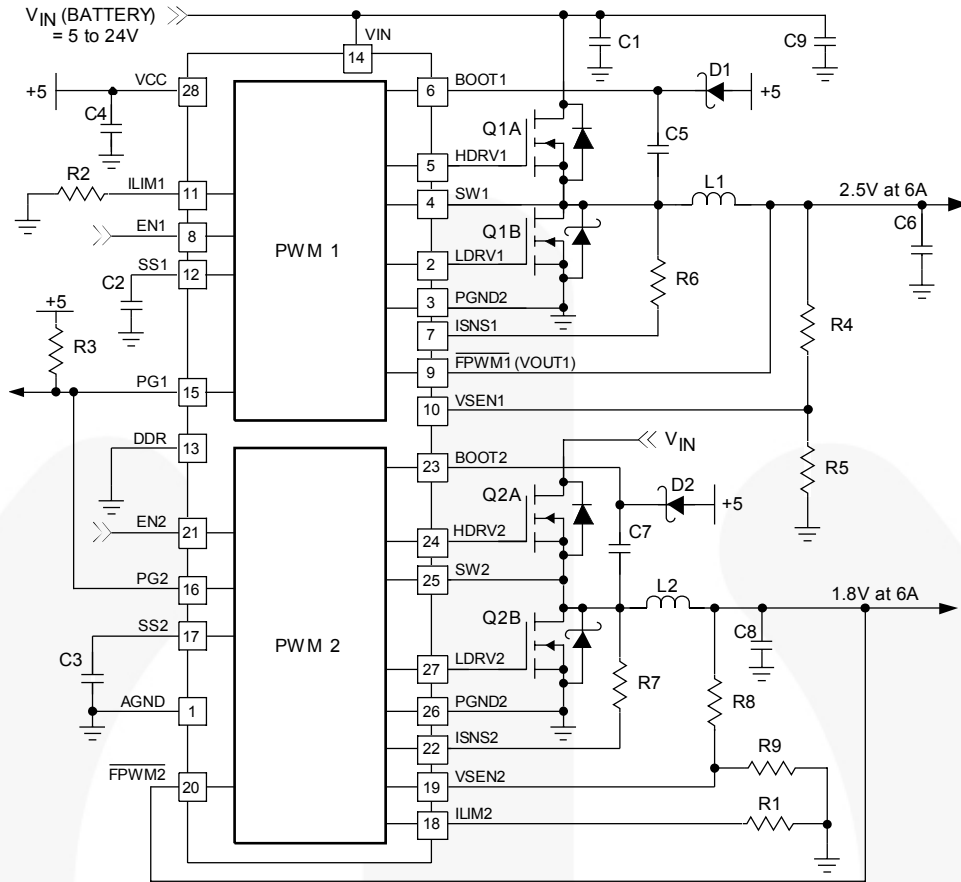 V_IN (BATTERY)
= 5 to 24V
VIN
14
C1
C9
VCC
28
+5
C4
BOOT1
6
D1
+5
Q1A
C5
HDRV1
5
R2
ILIM1
11
SW1
4
L1
2.5V at 6A
C6
EN1
8
Q1B
PWM 1
SS1
12
C2
LDRV1
2
R6
PGND2
3
+5
R3
ISNS1
7
R4
FPWM1 (VOUT1)
9
PG1
15
VSEN1
10
DDR
13
V_IN
BOOT2
23
R5
D2
+5
Q2A
EN2
21
HDRV2
24
C7
PG2
16
SW2
25
L2
1.8V at 6A
SS2
17
Q2B
C8
PWM 2
C3
LDRV2
27
R7
R8
AGND
1
PGND2
26
ISNS2
22
R9
FPWM2
20
VSEN2
19
R1
ILIM2
18